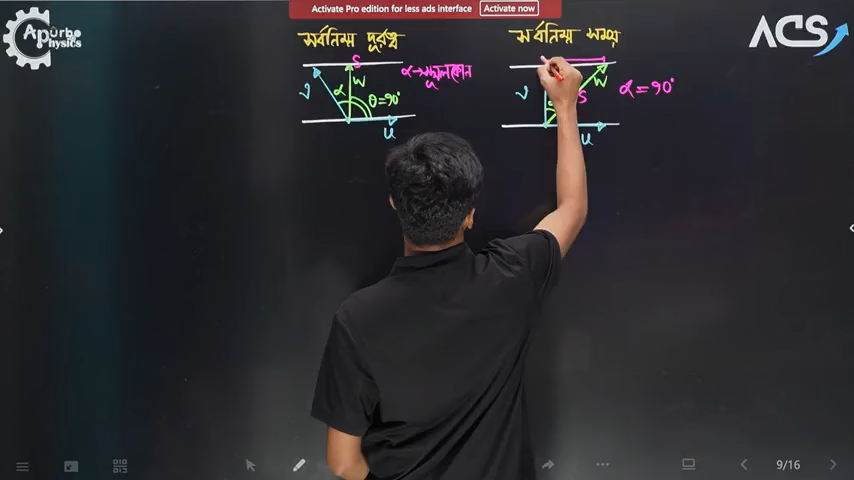 Activate Pro edition for less ads interface
Activate now
Apurbo
Physics
ACS
সর্বনিম্ন দূরত্ব
সর্বনিম্ন সময়
S
α → স্থূলকোন
v
α
W
θ = 90°
u
v
S
W
α = 90°
u
9/16